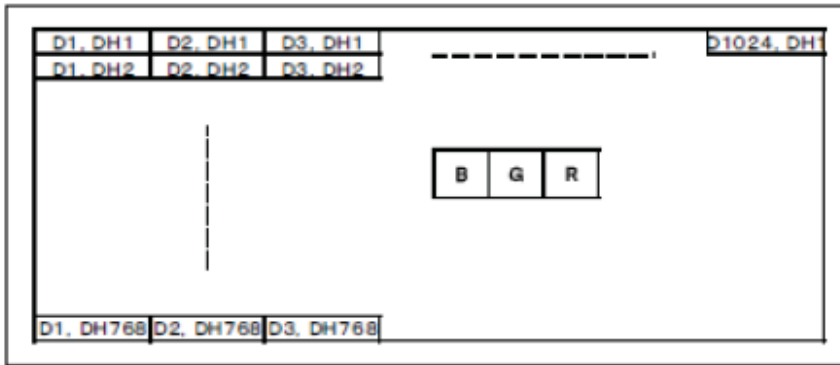 D1, DH1 D2, DH1 D3, DH1 D1024, DH1
D1, DH2 D2, DH2 D3, DH2
B G R
D1, DH768 D2, DH768 D3, DH768